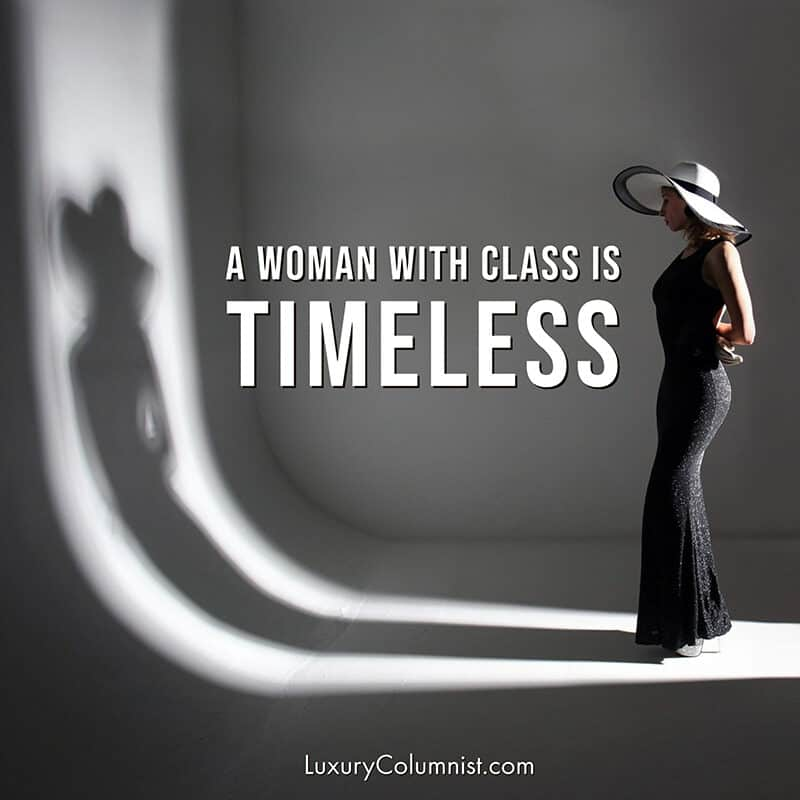 A WOMAN WITH CLASS IS
TIMELESS
LuxuryColumnist.com